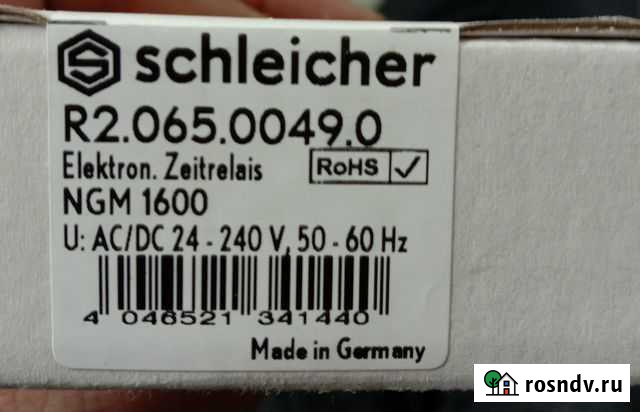 schleicher
R2.065.0049.0
Elektron. Zeitrelais
RoHS ✓
NGM 1600
U: AC/DC 24 - 240 V, 50 - 60 Hz
4 046521 341440
Made in Germany
rosndv.ru